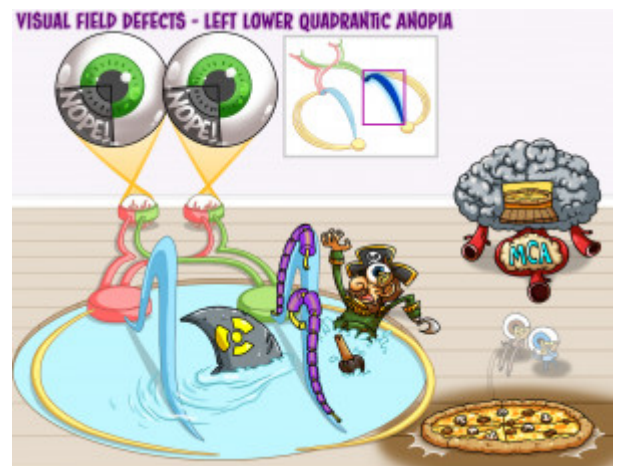 VISUAL FIELD DEFECTS - LEFT LOWER QUADRANTIC ANOPIA
NOPE!
NOPE!
MCA